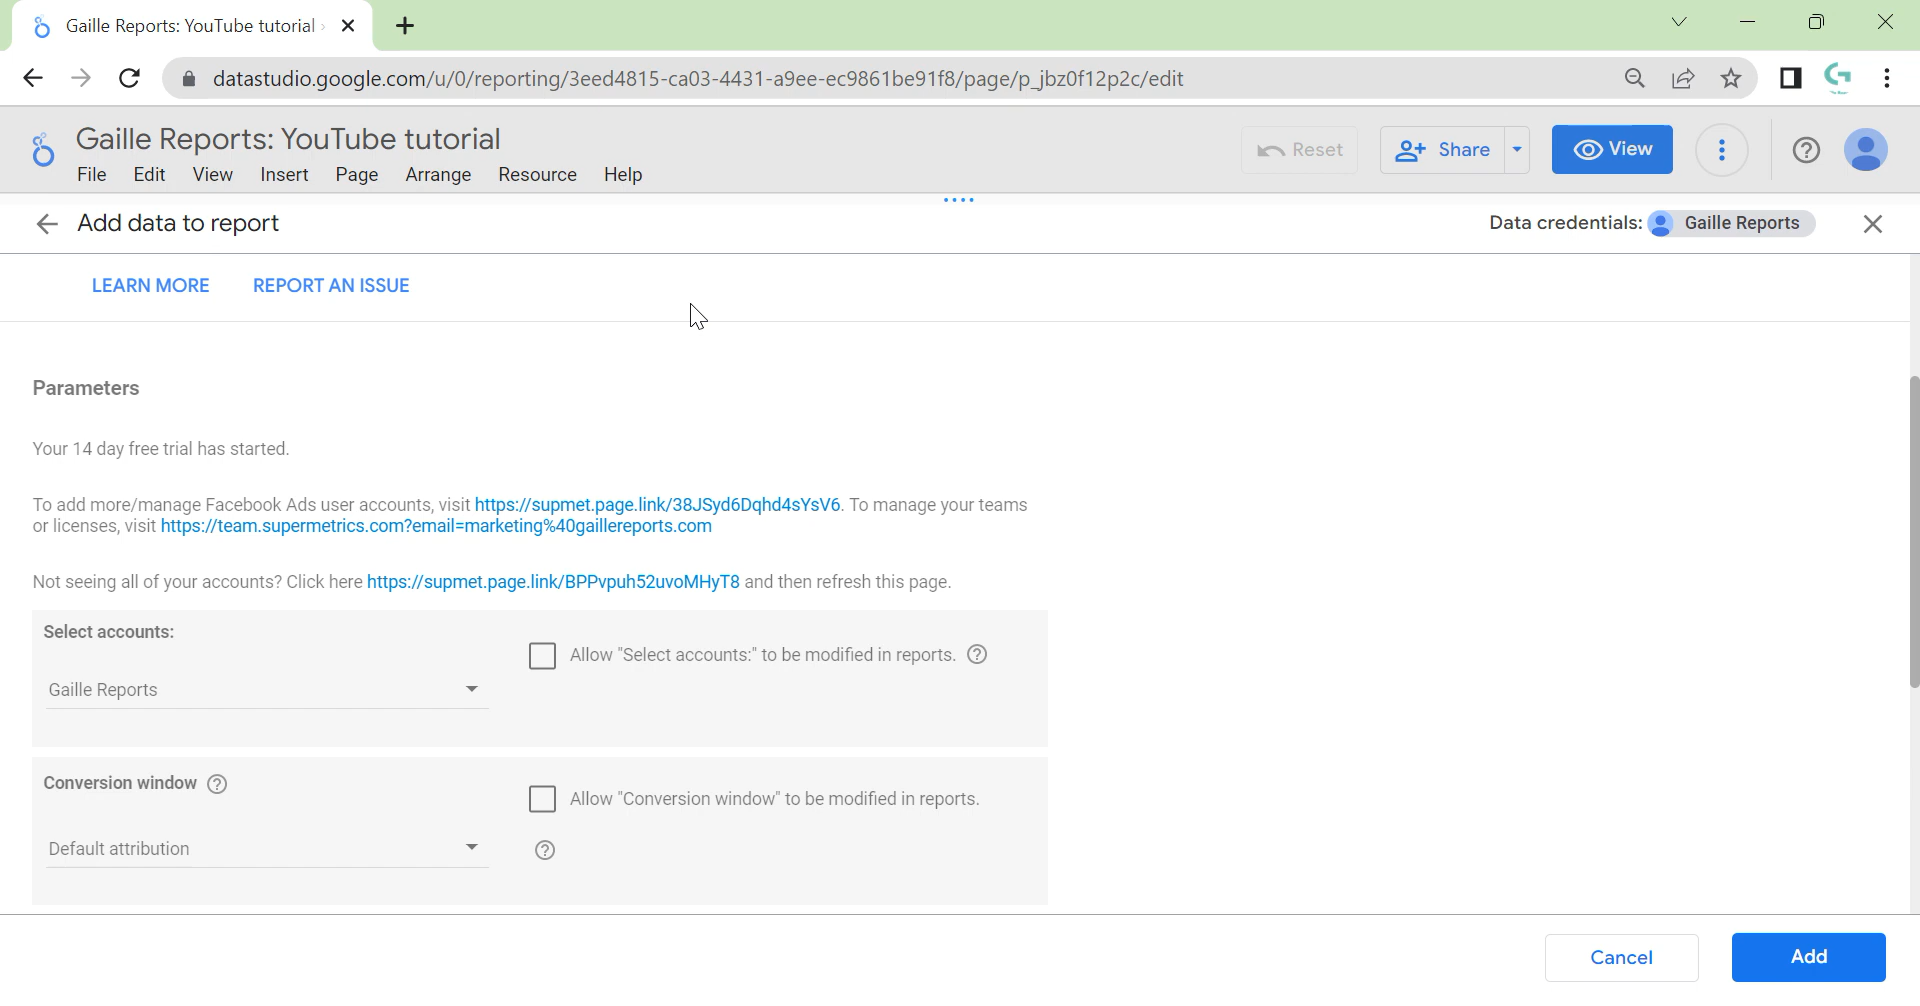 Gaille Reports: YouTube tutorial
datastudio.google.com/u/0/reporting/3eed4815-ca03-4431-a9ee-ec9861be91f8/page/p_jbz0f12p2c/edit
Gaille Reports: YouTube tutorial
File Edit View Insert Page Arrange Resource Help
Reset Share View
Add data to report
Data credentials: Gaille Reports
LEARN MORE REPORT AN ISSUE
Parameters
Your 14 day free trial has started.
To add more/manage Facebook Ads user accounts, visit https://supmet.page.link/38JSyd6Dqhd4sYsV6. To manage your teams
or licenses, visit https://team.supermetrics.com?email=marketing%40gaillereports.com
Not seeing all of your accounts? Click here https://supmet.page.link/BPPvpuh52uvoMHyT8 and then refresh this page.
Select accounts:
Allow "Select accounts:" to be modified in reports.
Gaille Reports
Conversion window
Allow "Conversion window" to be modified in reports.
Default attribution
Cancel Add